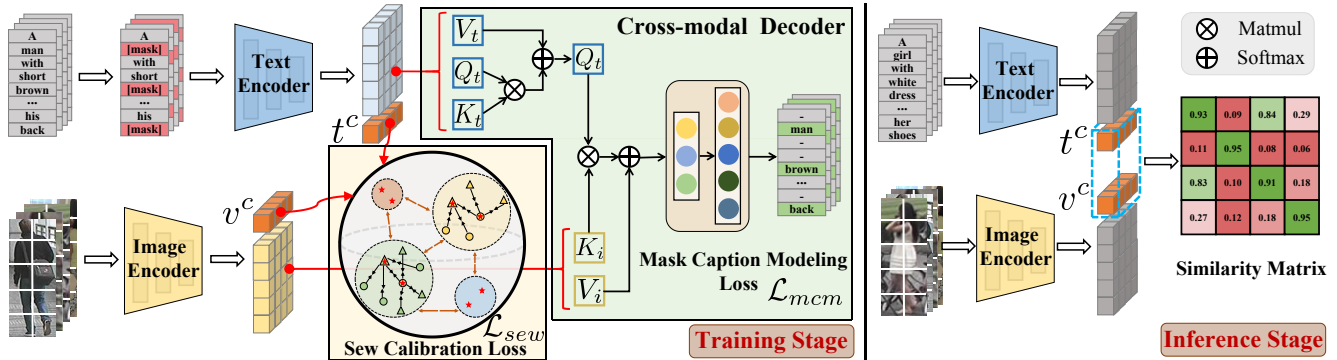 A
man
with
short
brown
...
his
back
A
[mask]
with
short
[mask]
...
his
[mask]
Text
Encoder
t^c
Image
Encoder
v^c
Cross-modal Decoder
V_t
Q_t
K_t
Q_t
K_i
V_i
-
man
-
-
brown
...
-
back
Mask Caption Modeling
Loss L_mcm
L_sew
Sew Calibration Loss
Training Stage
A
girl
with
white
dress
...
her
shoes
Text
Encoder
t^c
v^c
Image
Encoder
Matmul
Softmax
0.93 0.09 0.84 0.29
0.11 0.95 0.08 0.06
0.83 0.10 0.91 0.18
0.27 0.12 0.18 0.95
Similarity Matrix
Inference Stage